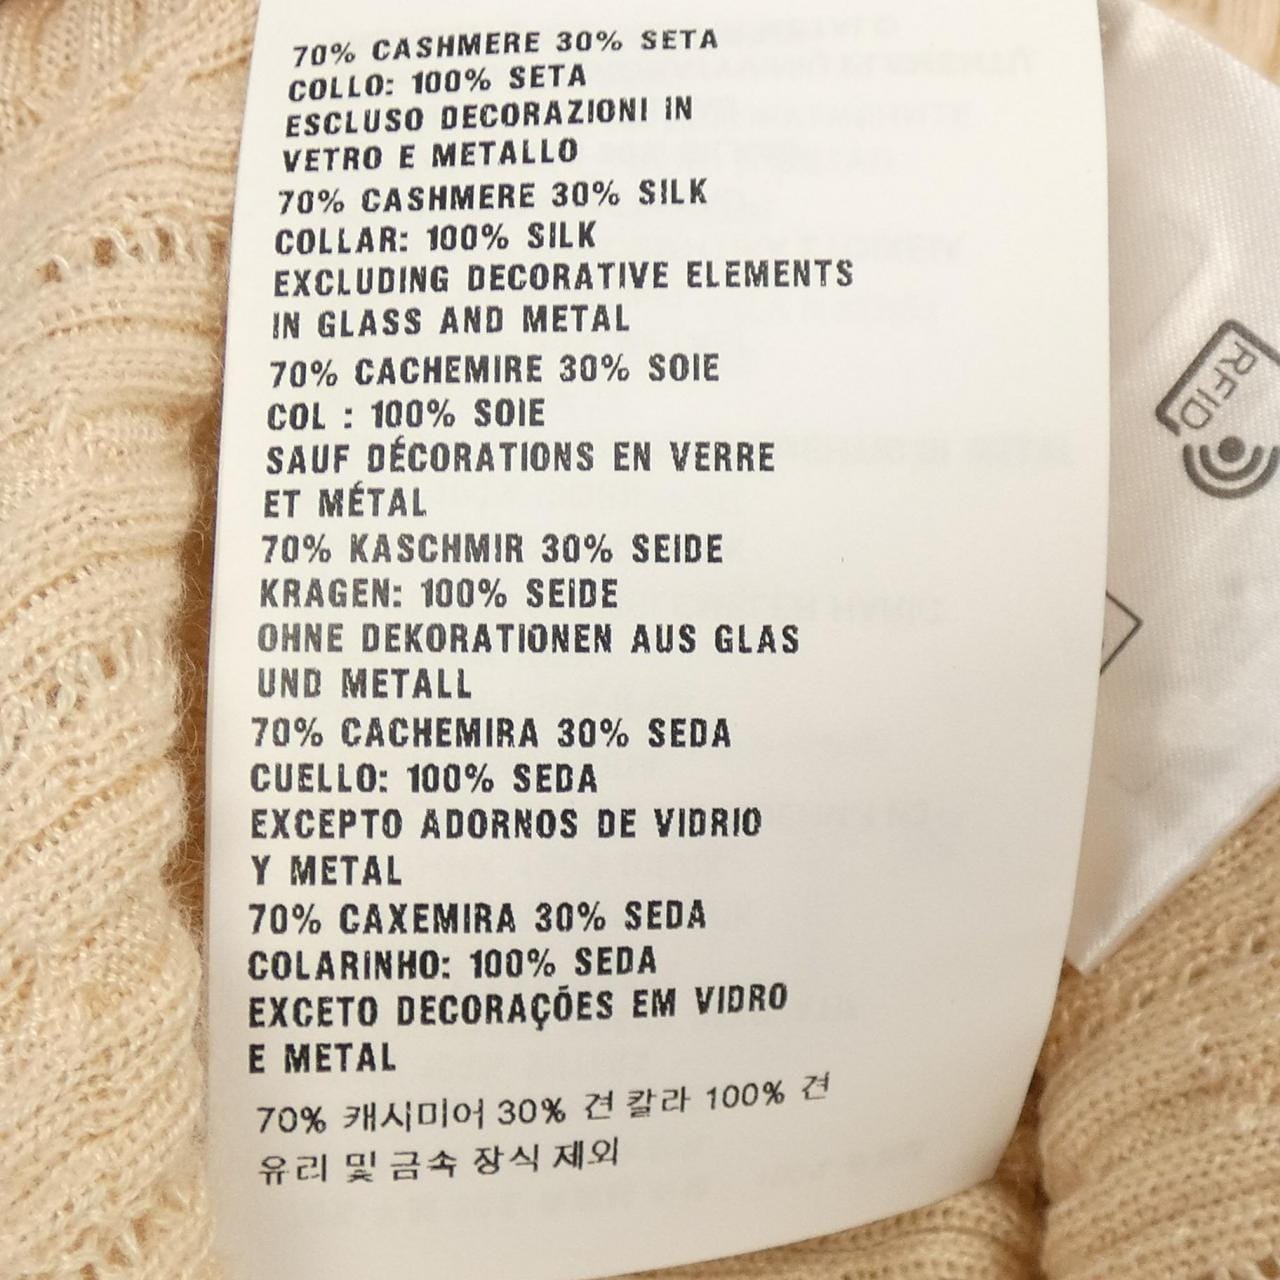 70% CASHMERE 30% SETA
COLLO: 100% SETA
ESCLUSO DECORAZIONI IN
VETRO E METALLO
70% CASHMERE 30% SILK
COLLAR: 100% SILK
EXCLUDING DECORATIVE ELEMENTS
IN GLASS AND METAL
70% CACHEMIRE 30% SOIE
COL : 100% SOIE
SAUF DÉCORATIONS EN VERRE
ET MÉTAL
70% KASCHMIR 30% SEIDE
KRAGEN: 100% SEIDE
OHNE DEKORATIONEN AUS GLAS
UND METALL
70% CACHEMIRA 30% SEDA
CUELLO: 100% SEDA
EXCEPTO ADORNOS DE VIDRIO
Y METAL
70% CAXEMIRA 30% SEDA
COLARINHO: 100% SEDA
EXCETO DECORAÇÕES EM VIDRO
E METAL
70% 캐시미어 30% 견 칼라 100% 견
유리 및 금속 장식 제외
RFID